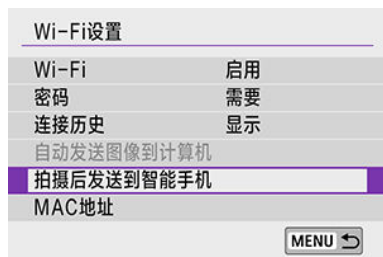 Wi-Fi设置
Wi-Fi 启用
密码 需要
连接历史 显示
自动发送图像到计算机
拍摄后发送到智能手机
MAC地址
MENU